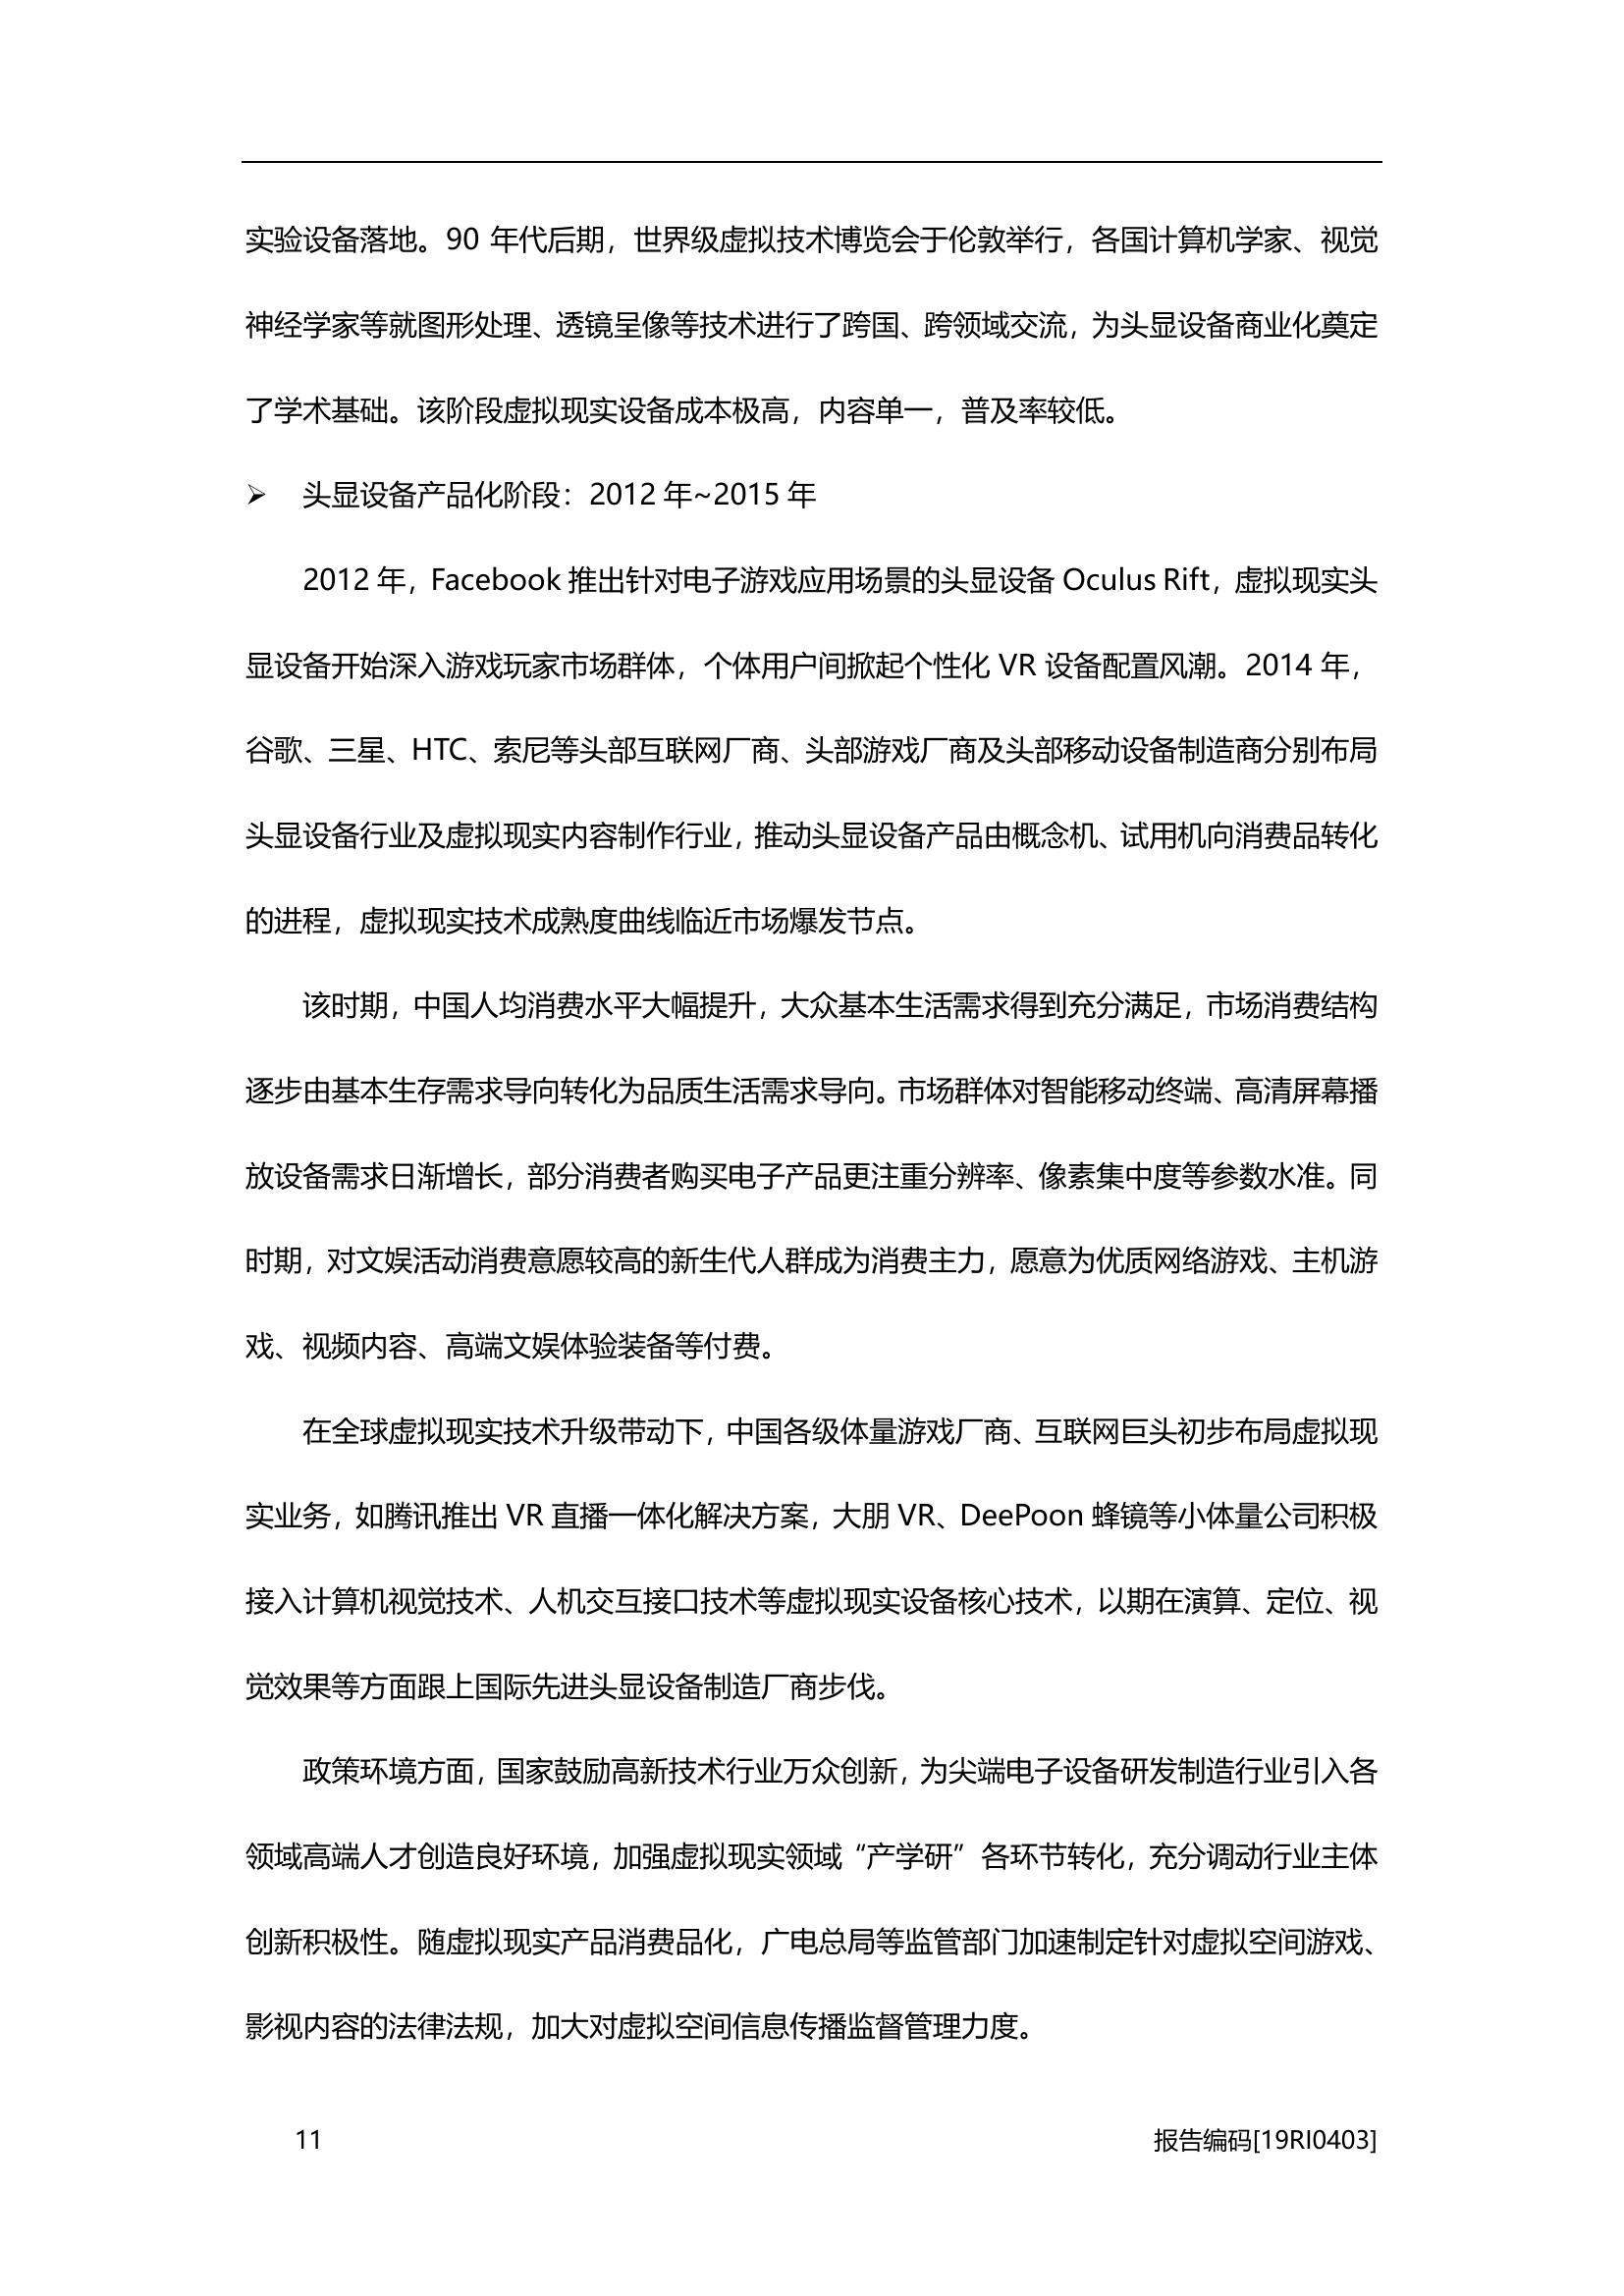 实验设备落地。90 年代后期，世界级虚拟技术博览会于伦敦举行，各国计算机学家、视觉
神经学家等就图形处理、透镜呈像等技术进行了跨国、跨领域交流，为头显设备商业化奠定
了学术基础。该阶段虚拟现实设备成本极高，内容单一，普及率较低。
➢ 头显设备产品化阶段：2012 年~2015 年
2012 年，Facebook 推出针对电子游戏应用场景的头显设备 Oculus Rift，虚拟现实头
显设备开始深入游戏玩家市场群体，个体用户间掀起个性化 VR 设备配置风潮。2014 年，
谷歌、三星、HTC、索尼等头部互联网厂商、头部游戏厂商及头部移动设备制造商分别布局
头显设备行业及虚拟现实内容制作行业，推动头显设备产品由概念机、试用机向消费品转化
的进程，虚拟现实技术成熟度曲线临近市场爆发节点。
该时期，中国人均消费水平大幅提升，大众基本生活需求得到充分满足，市场消费结构
逐步由基本生存需求导向转化为品质生活需求导向。市场群体对智能移动终端、高清屏幕播
放设备需求日渐增长，部分消费者购买电子产品更注重分辨率、像素集中度等参数水准。同
时期，对文娱活动消费意愿较高的新生代人群成为消费主力，愿意为优质网络游戏、主机游
戏、视频内容、高端文娱体验装备等付费。
在全球虚拟现实技术升级带动下，中国各级体量游戏厂商、互联网巨头初步布局虚拟现
实业务，如腾讯推出 VR 直播一体化解决方案，大朋 VR、DeePoon 蜂镜等小体量公司积极
接入计算机视觉技术、人机交互接口技术等虚拟现实设备核心技术，以期在演算、定位、视
觉效果等方面跟上国际先进头显设备制造厂商步伐。
政策环境方面，国家鼓励高新技术行业万众创新，为尖端电子设备研发制造行业引入各
领域高端人才创造良好环境，加强虚拟现实领域“产学研”各环节转化，充分调动行业主体
创新积极性。随虚拟现实产品消费品化，广电总局等监管部门加速制定针对虚拟空间游戏、
影视内容的法律法规，加大对虚拟空间信息传播监督管理力度。
11 报告编码[19RI0403]